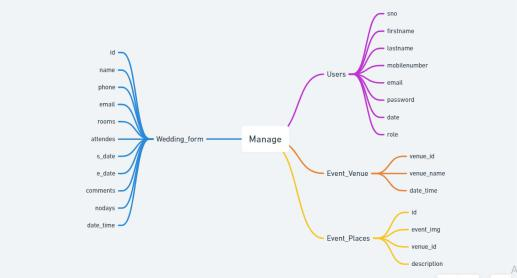 Manage
Wedding_form
id
name
phone
email
rooms
attendes
s_date
e_date
comments
nodays
date_time
Users
sno
firstname
lastname
mobilenumber
email
password
date
role
Event_Venue
venue_id
venue_name
date_time
Event_Places
id
event_img
venue_id
description